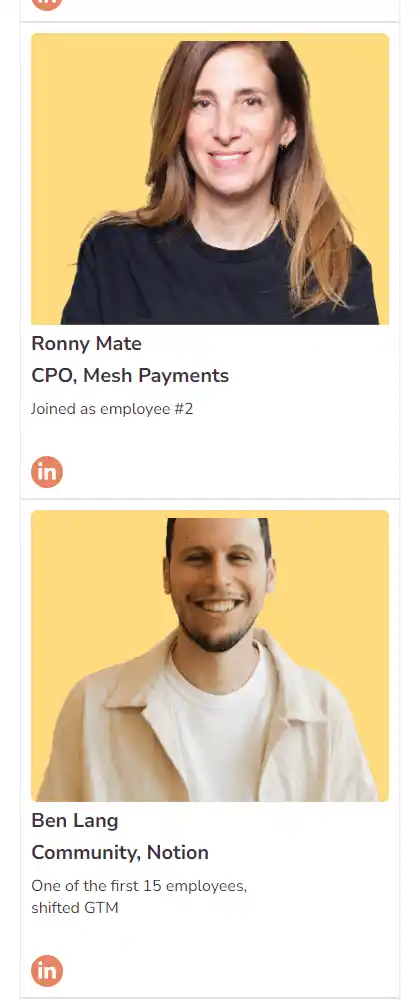 in
Ronny Mate
CPO, Mesh Payments
Joined as employee #2
in
Ben Lang
Community, Notion
One of the first 15 employees,
shifted GTM
in